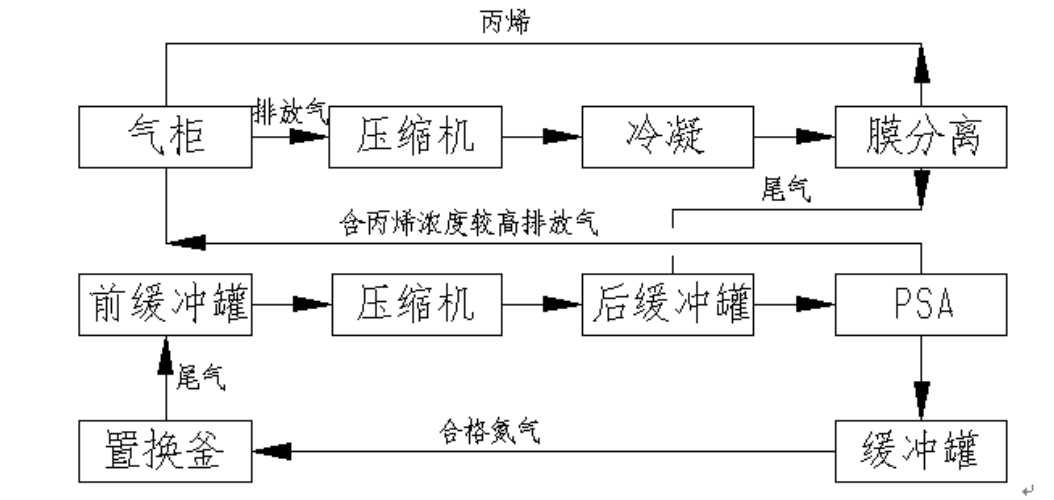 丙烯
气柜
排放气
压缩机
冷凝
膜分离
尾气
含丙烯浓度较高排放气
前缓冲罐
压缩机
后缓冲罐
PSA
尾气
置换釜
合格氮气
缓冲罐